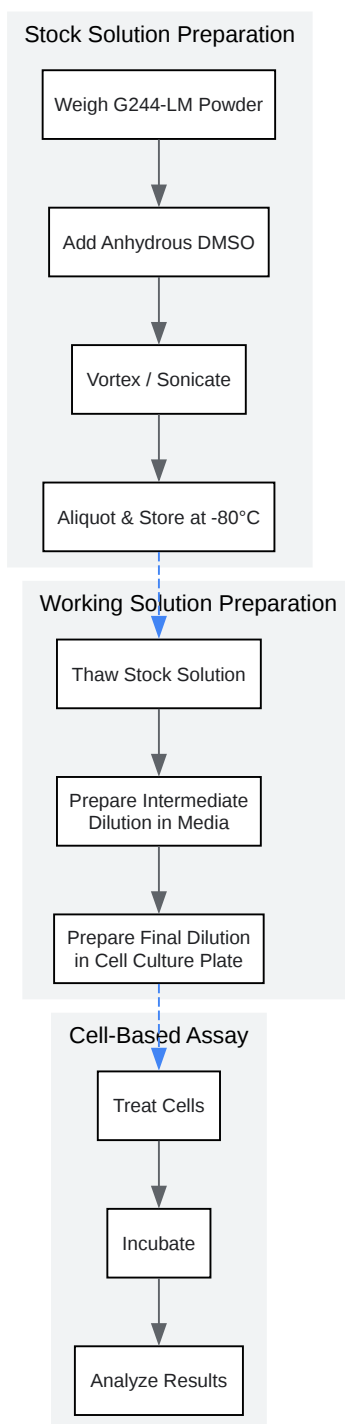 Stock Solution Preparation
Weigh G244-LM Powder
Add Anhydrous DMSO
Vortex / Sonicate
Aliquot & Store at -80°C
Working Solution Preparation
Thaw Stock Solution
Prepare Intermediate
Dilution in Media
Prepare Final Dilution
in Cell Culture Plate
Cell-Based Assay
Treat Cells
Incubate
Analyze Results